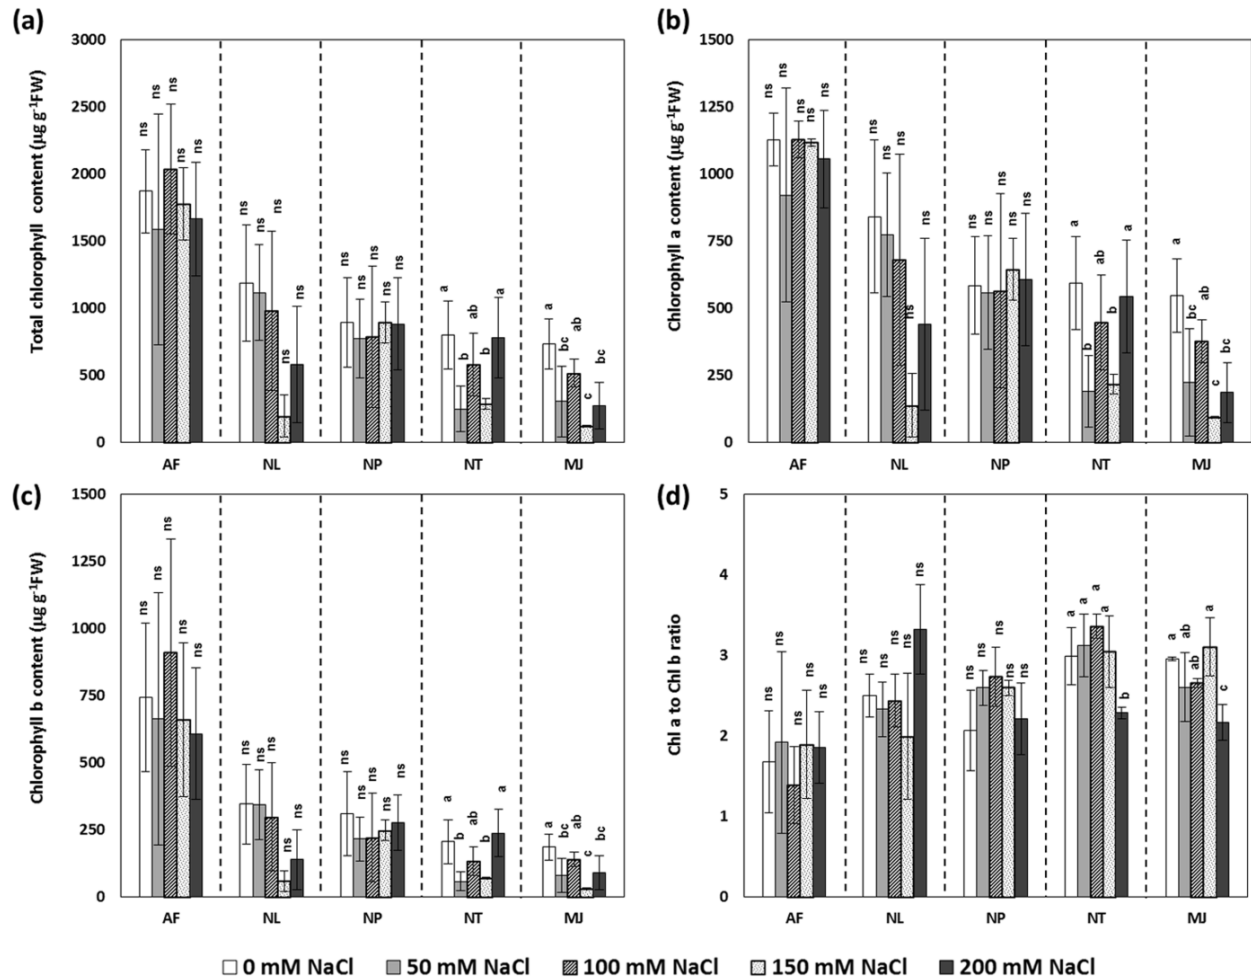 (a)
Total chlorophyll content (µg g-1FW)
3000
2500
2000
1500
1000
500
0
ns ns ns ns ns
ns ns ns ns ns
ns ns ns ns ns
a b ab b a
a bc ab c bc
AF NL NP NT MJ
(b)
Chlorophyll a content (µg g-1FW)
1500
1250
1000
750
500
250
0
ns ns ns ns ns
ns ns ns ns ns
ns ns ns ns ns
a b ab b a
a bc ab c bc
AF NL NP NT MJ
(c)
Chlorophyll b content (µg g-1FW)
1500
1250
1000
750
500
250
0
ns ns ns ns ns
ns ns ns ns ns
ns ns ns ns ns
a b ab b a
a bc ab c bc
AF NL NP NT MJ
(d)
Chl a to Chl b ratio
5
4
3
2
1
0
ns ns ns ns ns
ns ns ns ns ns
ns ns ns ns ns
a a a a b
a ab ab a c
AF NL NP NT MJ
0 mM NaCl 50 mM NaCl 100 mM NaCl 150 mM NaCl 200 mM NaCl